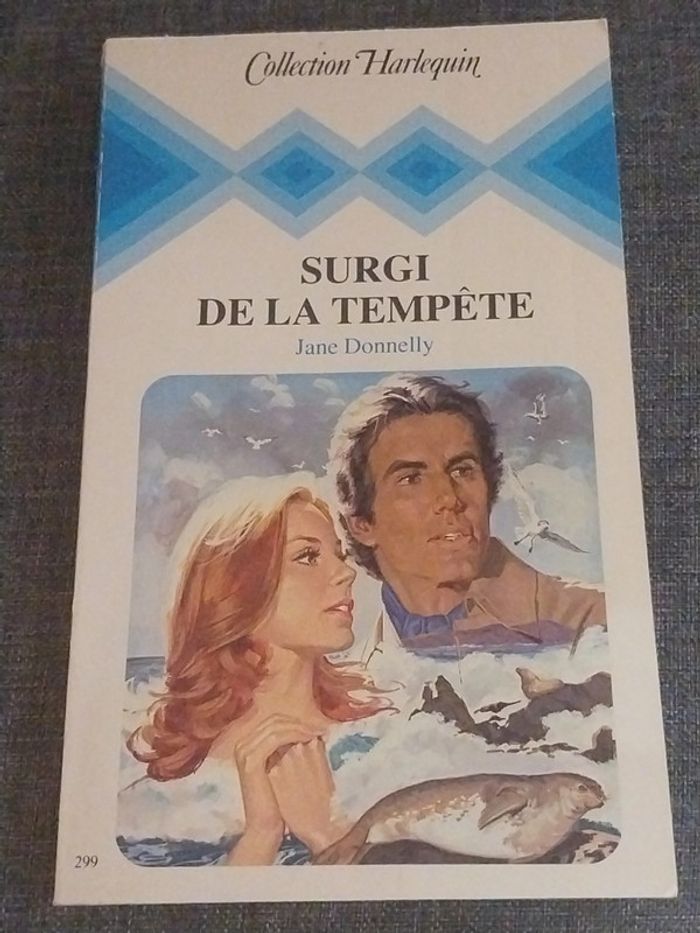 Collection Harlequin
SURGI
DE LA TEMPÊTE
Jane Donnelly
299